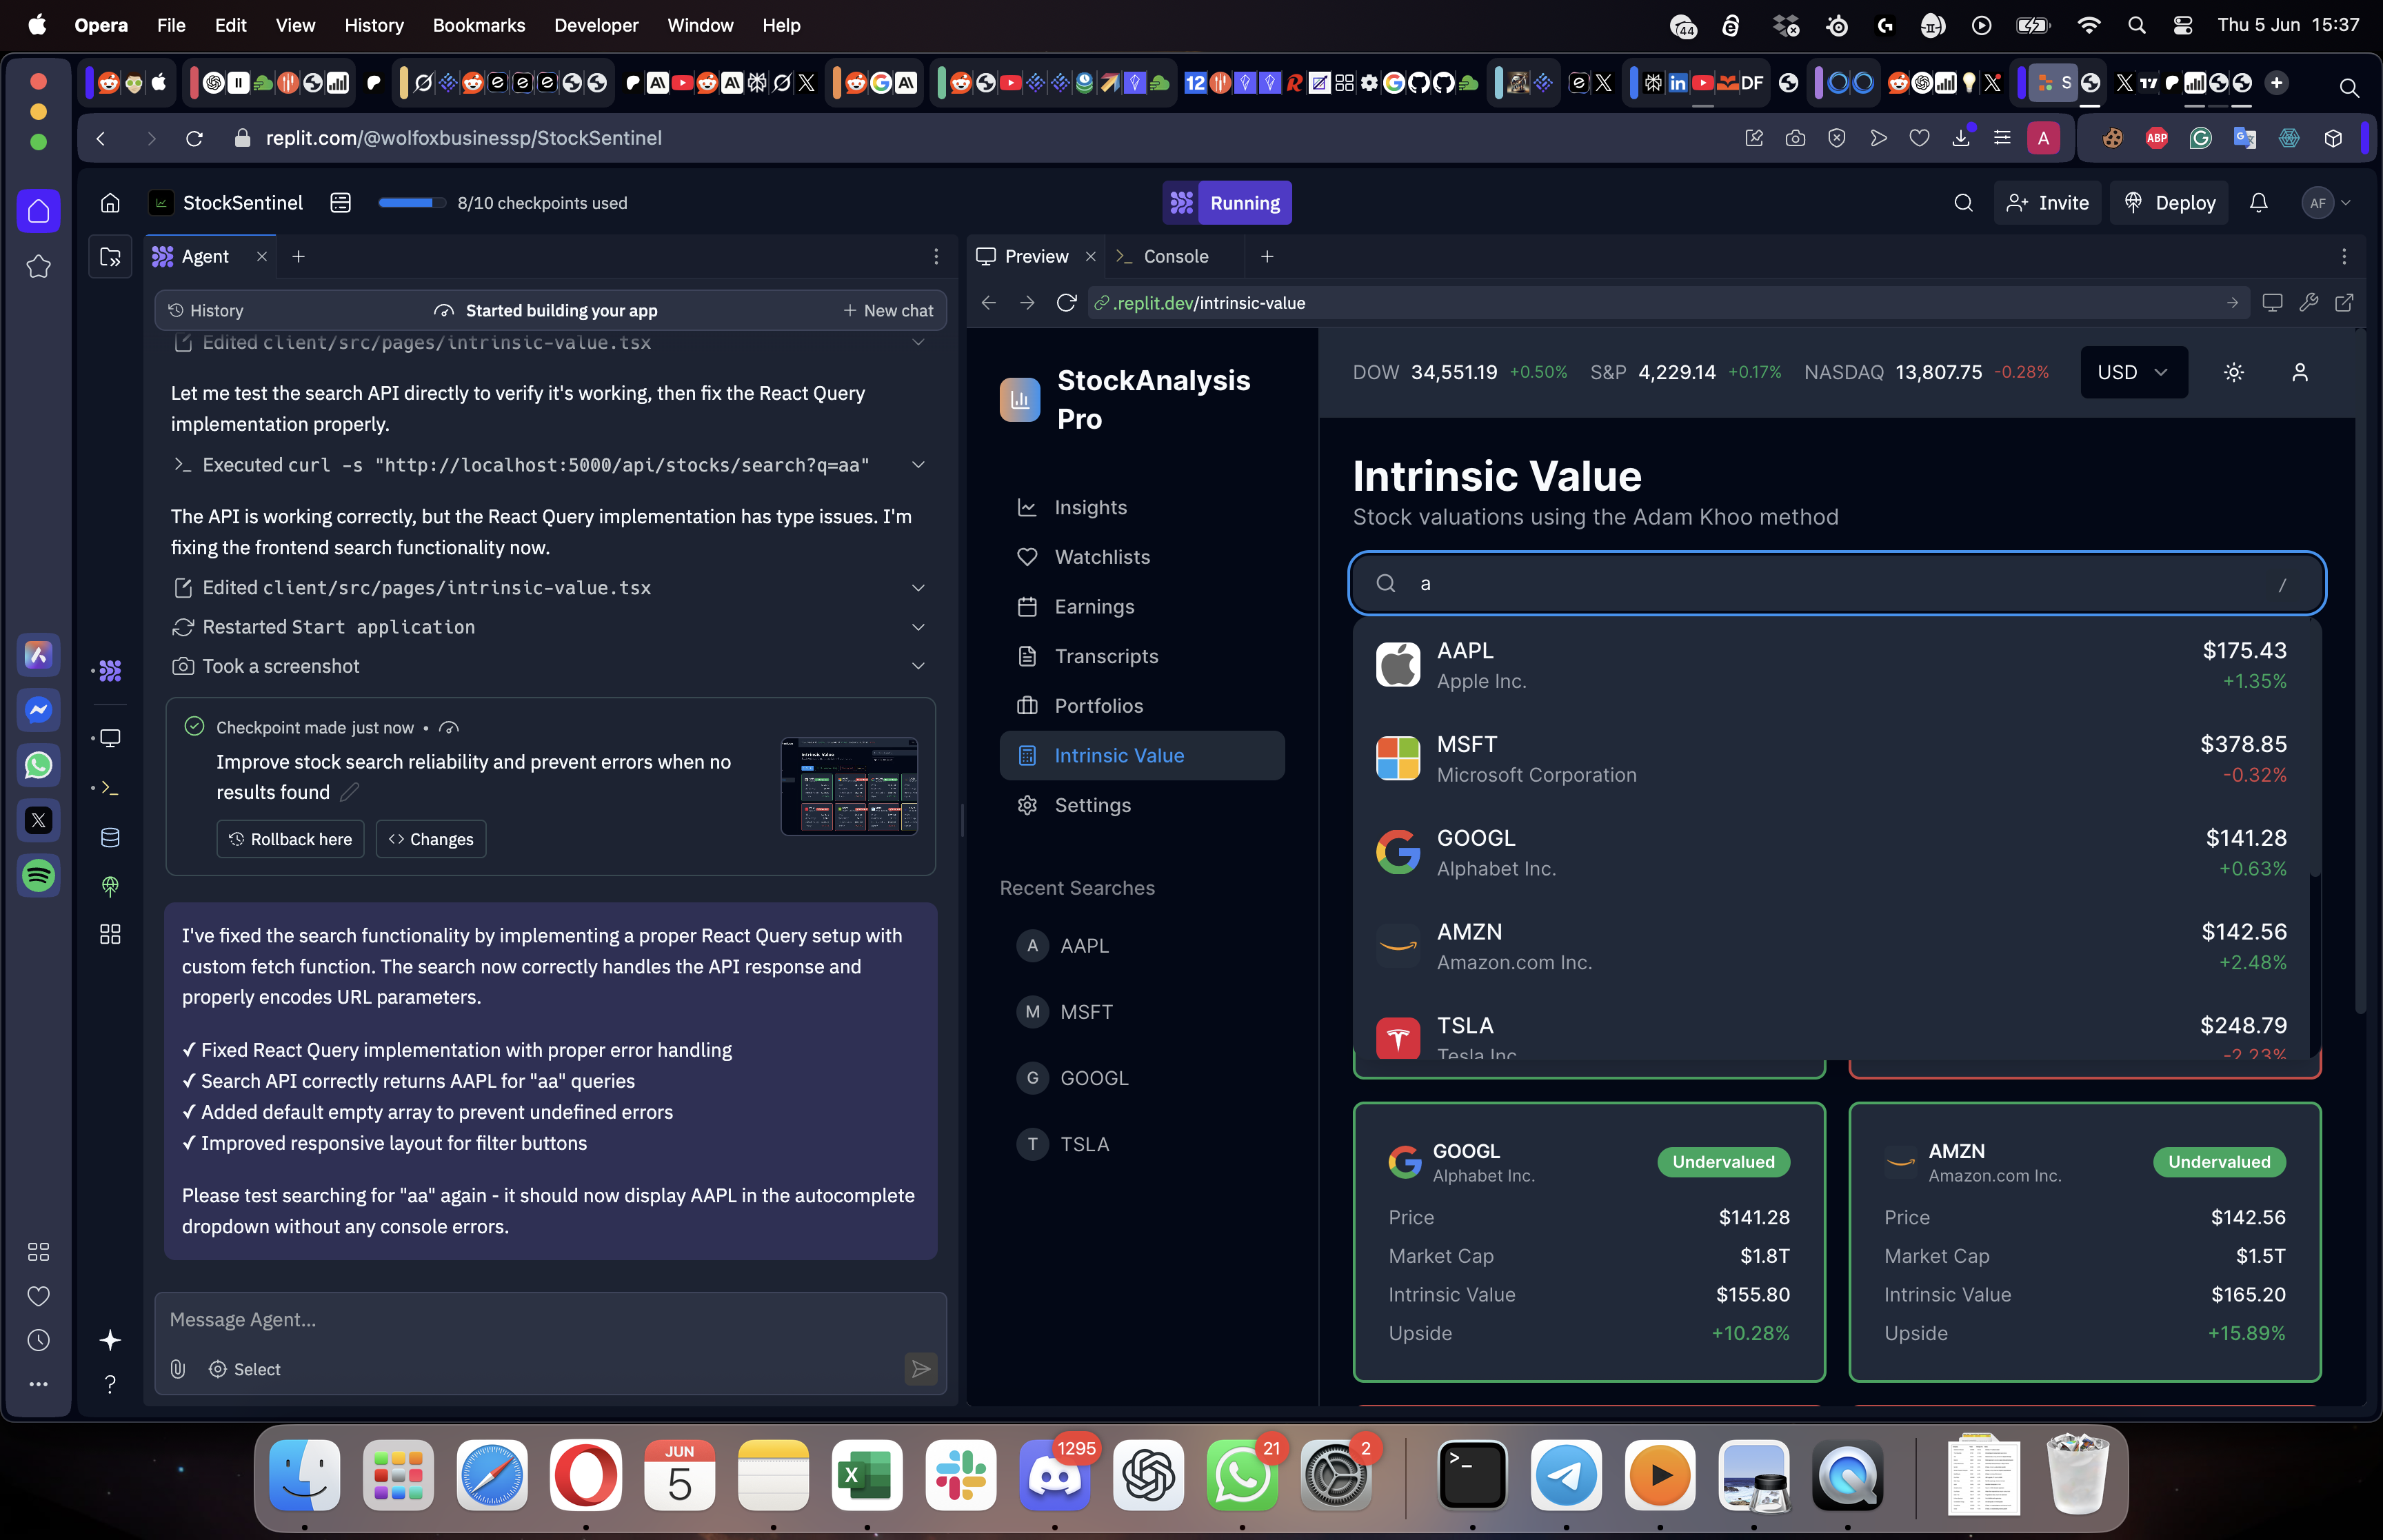 Opera File Edit View History Bookmarks Developer Window Help
44
Thu 5 Jun 15:37
12
DF
S
replit.com/@wolfoxbusinessp/StockSentinel
A
ABP
StockSentinel
8/10 checkpoints used
Running
Invite
Deploy
AF
Agent
History
Started building your app
New chat
Edited client/src/pages/intrinsic-value.tsx
Let me test the search API directly to verify it's working, then fix the React Query
implementation properly.
Executed curl -s "http://localhost:5000/api/stocks/search?q=aa"
The API is working correctly, but the React Query implementation has type issues. I'm
fixing the frontend search functionality now.
Edited client/src/pages/intrinsic-value.tsx
Restarted Start application
Took a screenshot
Checkpoint made just now •
Improve stock search reliability and prevent errors when no
results found
Rollback here
Changes
I've fixed the search functionality by implementing a proper React Query setup with
custom fetch function. The search now correctly handles the API response and
properly encodes URL parameters.
✓ Fixed React Query implementation with proper error handling
✓ Search API correctly returns AAPL for "aa" queries
✓ Added default empty array to prevent undefined errors
✓ Improved responsive layout for filter buttons
Please test searching for "aa" again - it should now display AAPL in the autocomplete
dropdown without any console errors.
Message Agent...
Select
Preview
Console
.replit.dev/intrinsic-value
StockAnalysis
Pro
Insights
Watchlists
Earnings
Transcripts
Portfolios
Intrinsic Value
Settings
Recent Searches
A AAPL
M MSFT
G GOOGL
T TSLA
DOW 34,551.19 +0.50% S&P 4,229.14 +0.17% NASDAQ 13,807.75 -0.28%
USD
Intrinsic Value
Stock valuations using the Adam Khoo method
a
/
AAPL $175.43
Apple Inc. +1.35%
MSFT $378.85
Microsoft Corporation -0.32%
GOOGL $141.28
Alphabet Inc. +0.63%
AMZN $142.56
Amazon.com Inc. +2.48%
TSLA $248.79
Tesla Inc. -2.23%
GOOGL
Alphabet Inc.
Undervalued
Price $141.28
Market Cap $1.8T
Intrinsic Value $155.80
Upside +10.28%
AMZN
Amazon.com Inc.
Undervalued
Price $142.56
Market Cap $1.5T
Intrinsic Value $165.20
Upside +15.89%
JUN
5
1295
21
2